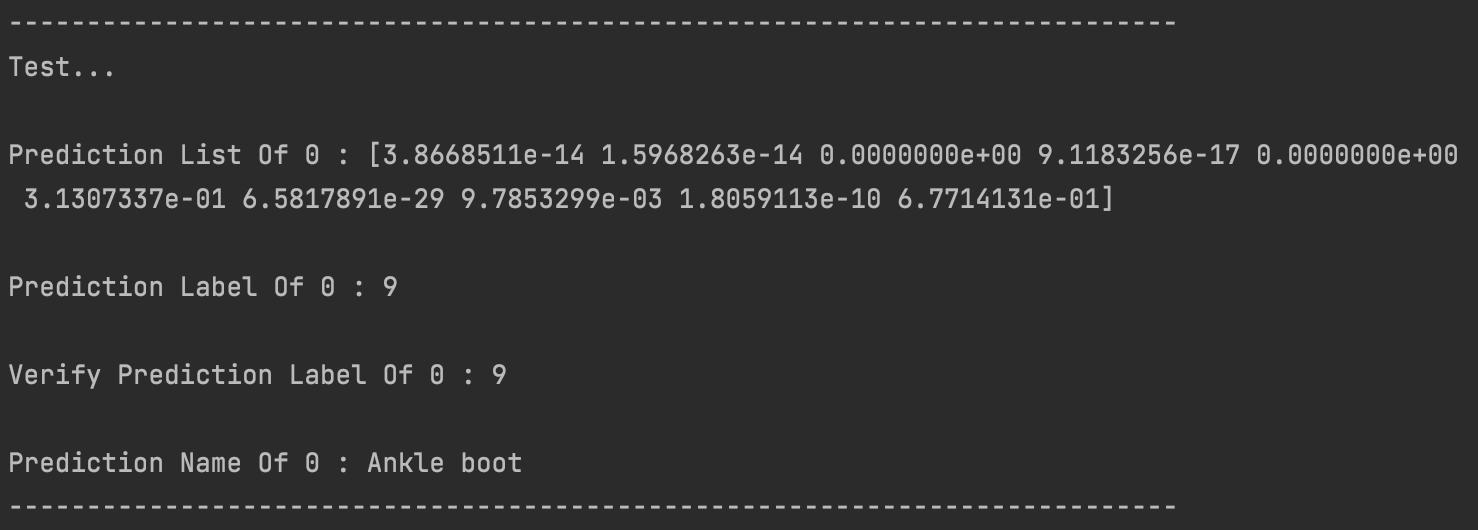 ---------------------------------------------------------------------------
Test...
Prediction List Of 0 : [3.8668511e-14 1.5968263e-14 0.0000000e+00 9.1183256e-17 0.0000000e+00
3.1307337e-01 6.5817891e-29 9.7853299e-03 1.8059113e-10 6.7714131e-01]
Prediction Label Of 0 : 9
Verify Prediction Label Of 0 : 9
Prediction Name Of 0 : Ankle boot
---------------------------------------------------------------------------